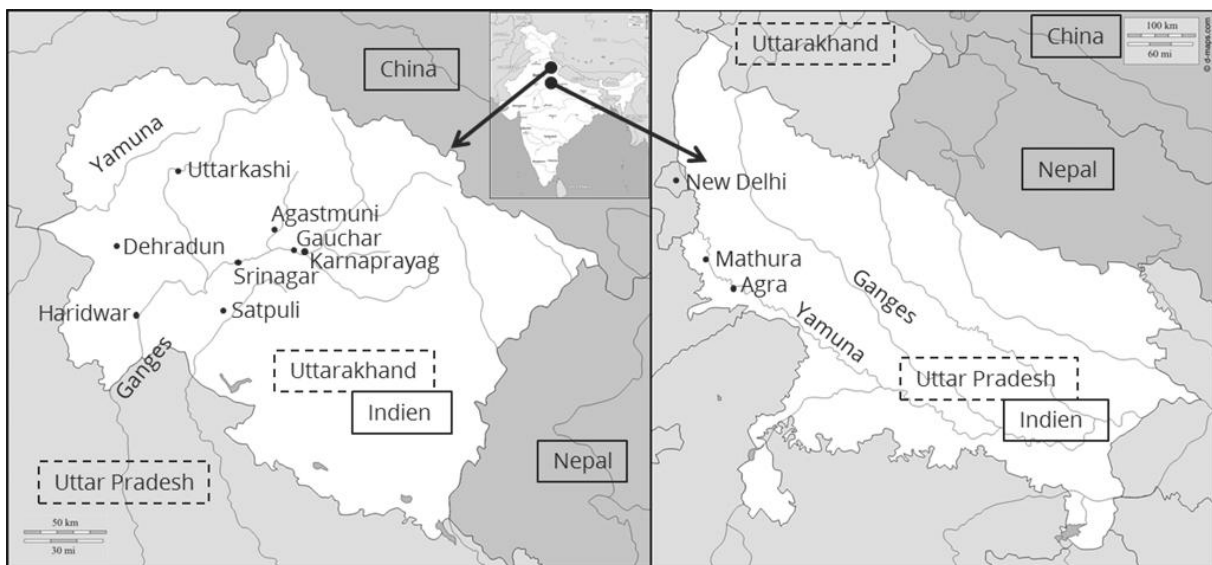 China
Yamuna
Uttarkashi
Agastmuni
Gauchar
Dehradun
Karnaprayag
Srinagar
Haridwar
Satpuli
Ganges
Uttarakhand
Indien
Nepal
Uttar Pradesh
50 km
30 mi
Uttarakhand
China
100 km
60 mi
© d-maps.com
Nepal
New Delhi
Mathura
Agra
Ganges
Yamuna
Uttar Pradesh
Indien